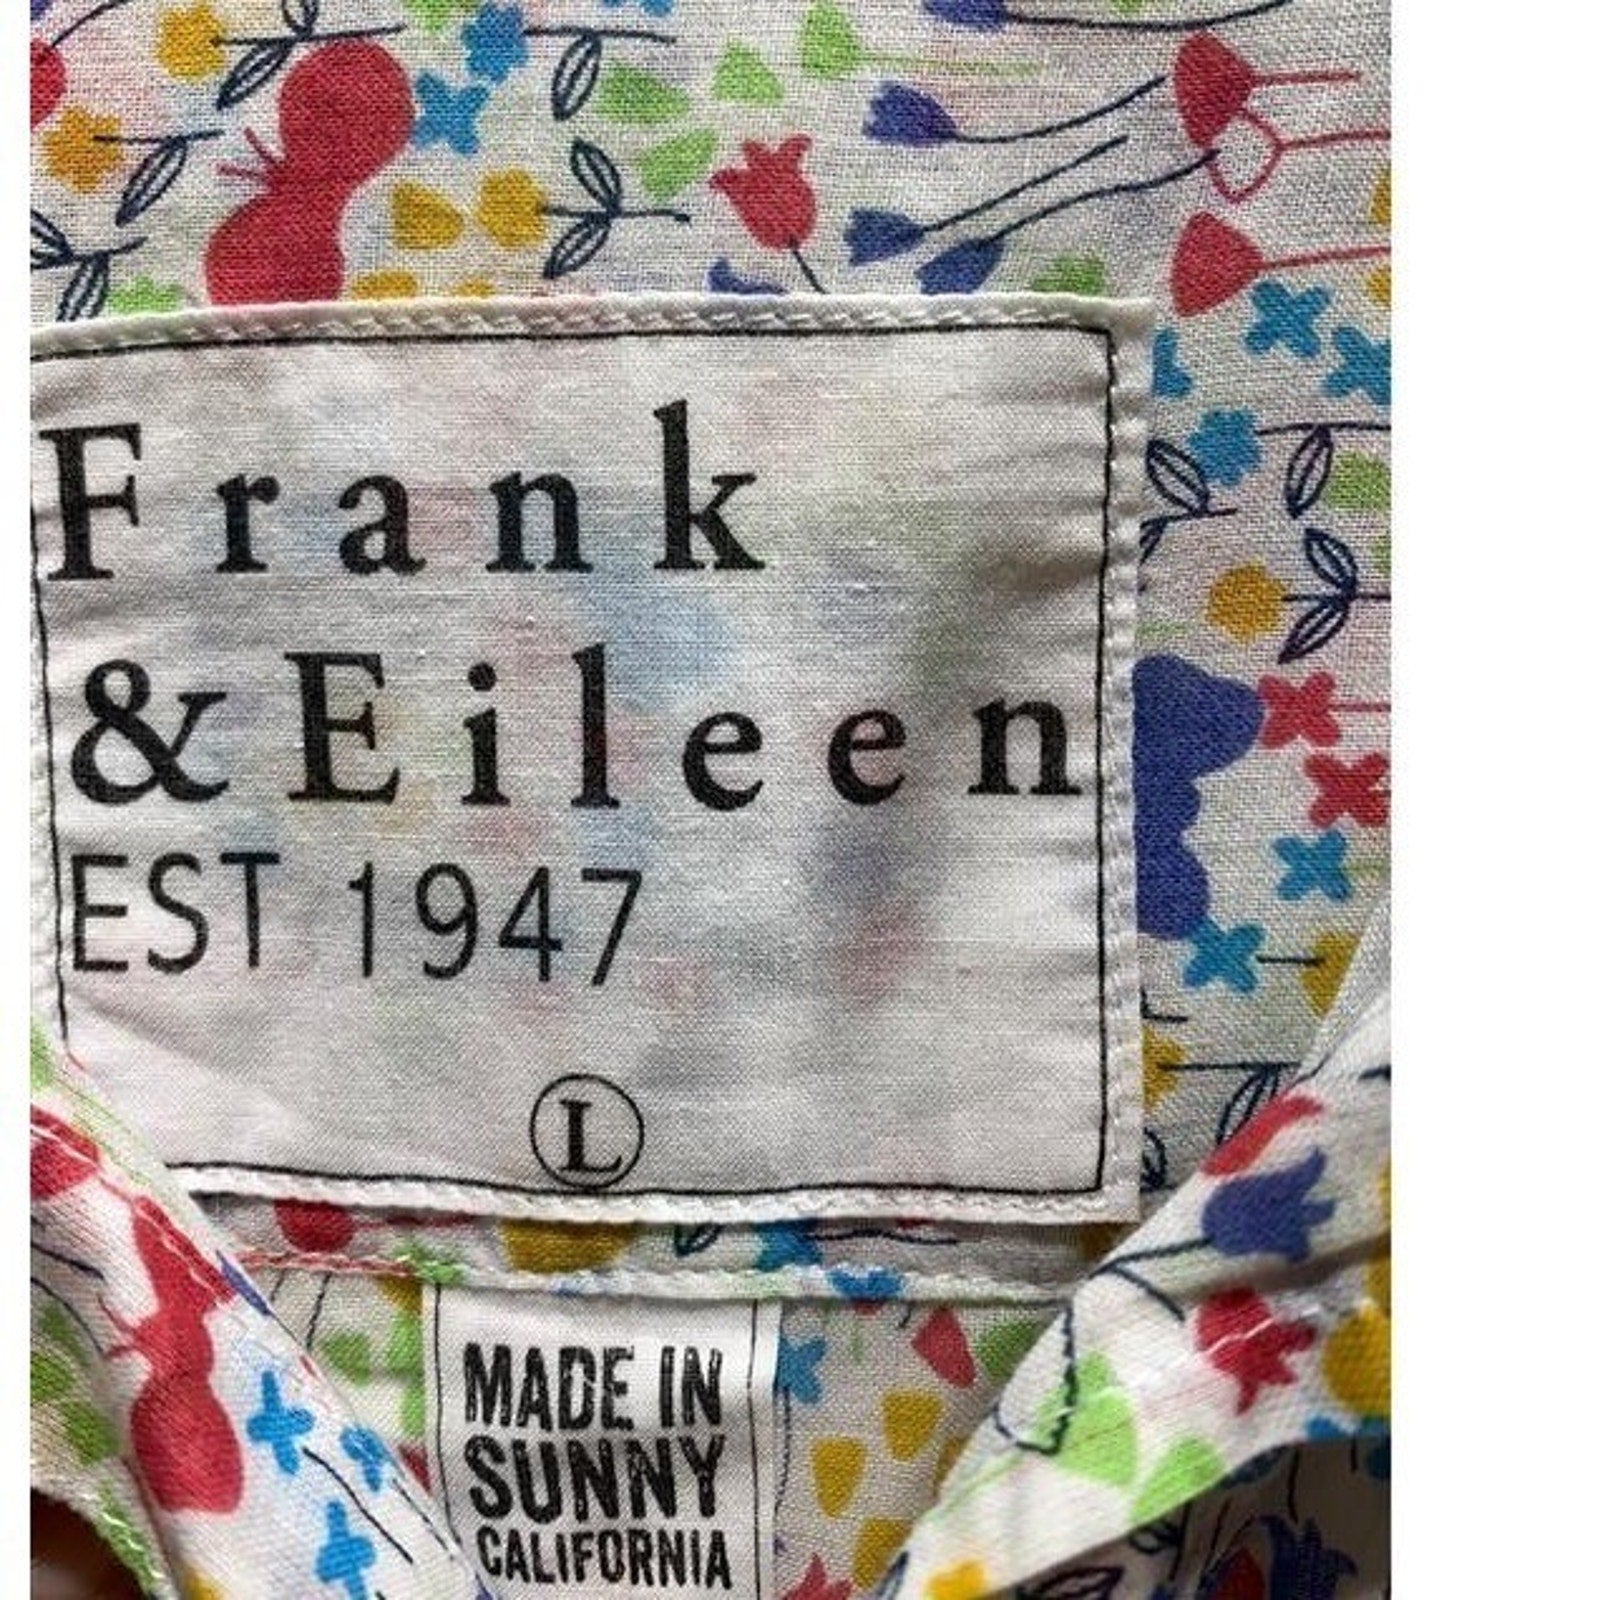 Frank
& Eileen
EST 1947
L
MADE IN
SUNNY
CALIFORNIA